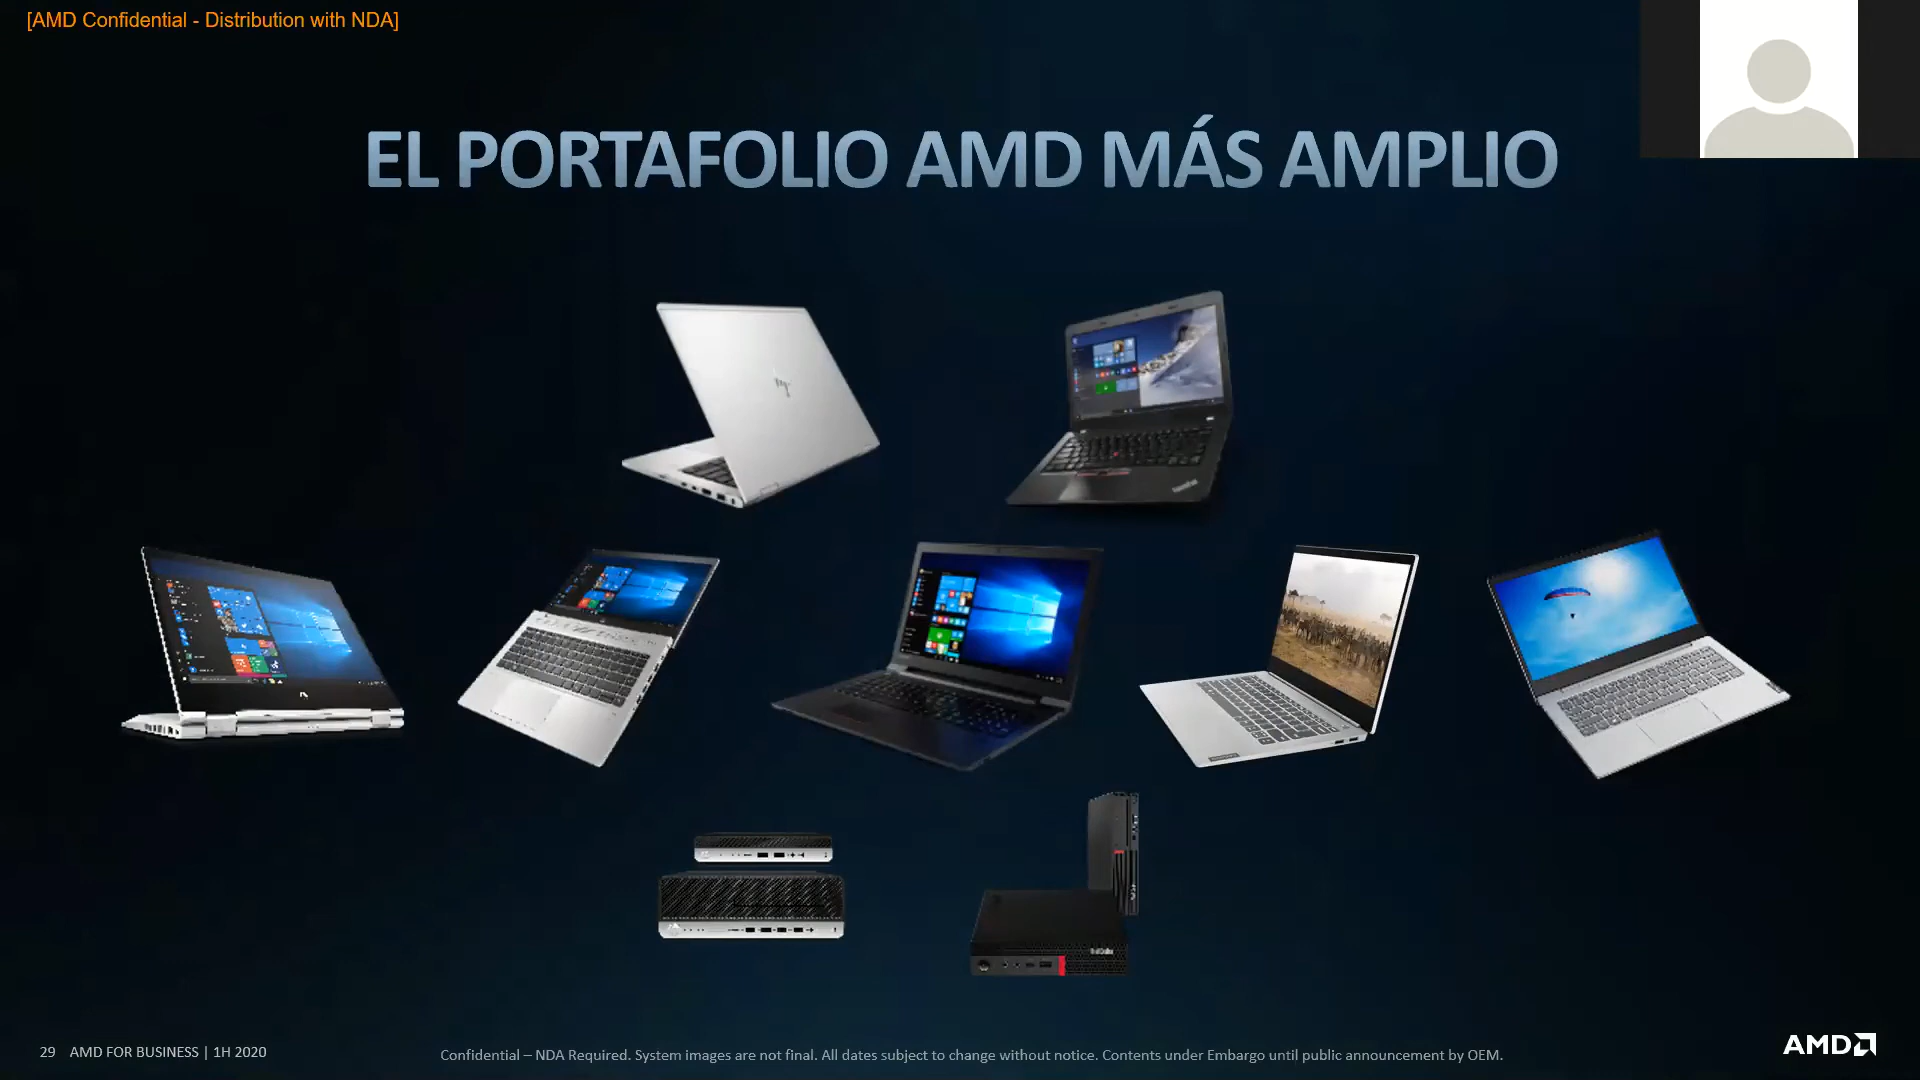 [AMD Confidential - Distribution with NDA]
EL PORTAFOLIO AMD MÁS AMPLIO
29 AMD FOR BUSINESS | 1H 2020
Confidential – NDA Required. System images are not final. All dates subject to change without notice. Contents under Embargo until public announcement by OEM.
AMD